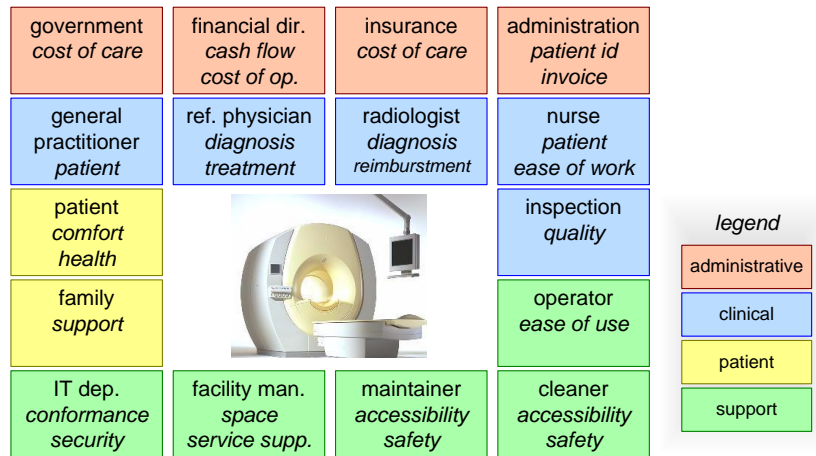 government
cost of care
financial dir.
cash flow
cost of op.
insurance
cost of care
administration
patient id
invoice
general
practitioner
patient
ref. physician
diagnosis
treatment
radiologist
diagnosis
reimburstment
nurse
patient
ease of work
patient
comfort
health
inspection
quality
family
support
operator
ease of use
IT dep.
conformance
security
facility man.
space
service supp.
maintainer
accessibility
safety
cleaner
accessibility
safety
legend
administrative
clinical
patient
support